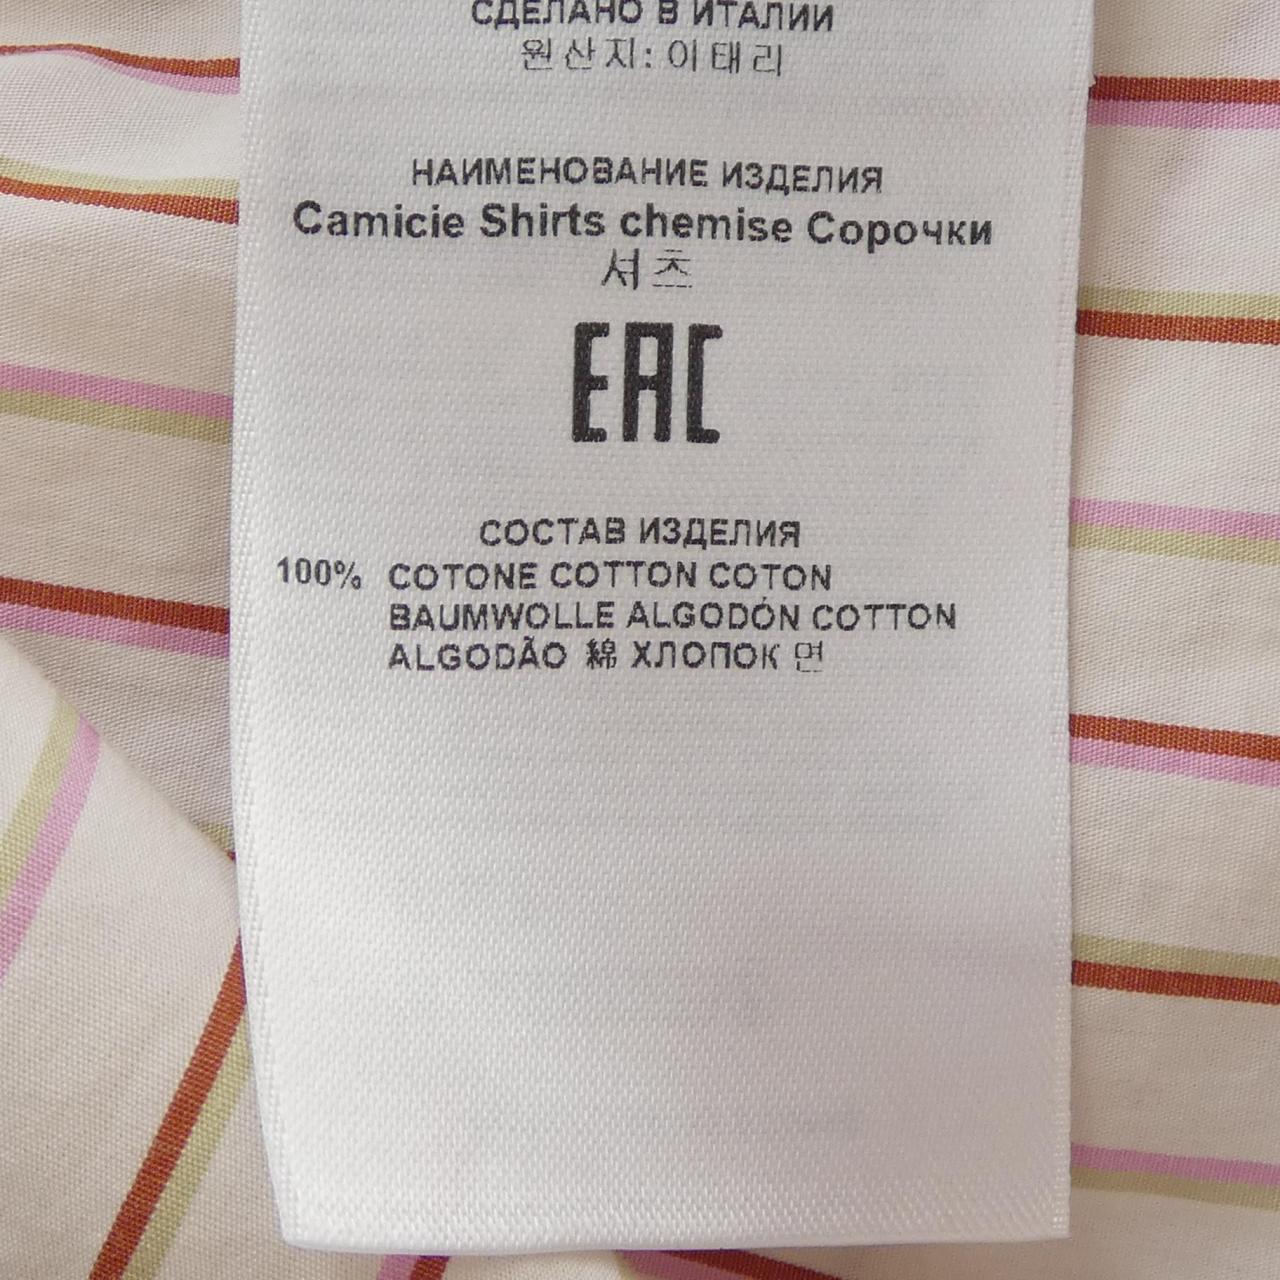 СДЕЛАНО В ИТАЛИИ
원산지: 이태리
НАИМЕНОВАНИЕ ИЗДЕЛИЯ
Camicie Shirts chemise Сорочки
셔츠
EAC
СОСТАВ ИЗДЕЛИЯ
100% COTONE COTTON COTON
BAUMWOLLE ALGODÓN COTTON
ALGODÃO 綿 ХЛОПОК 면